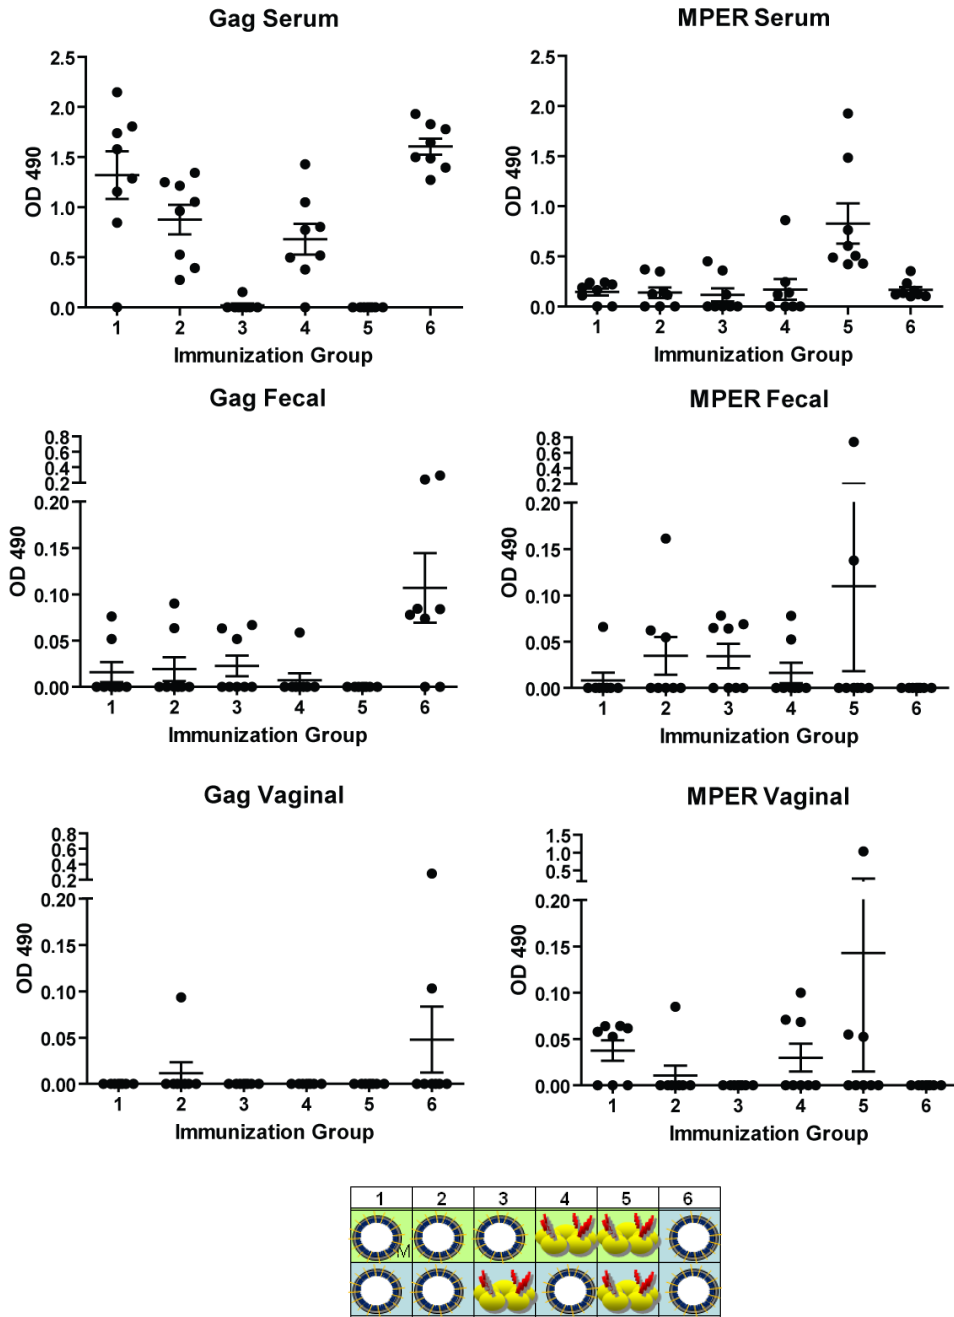 Gag Serum
2.5
2.0
1.5
1.0
0.5
0.0
OD 490
1 2 3 4 5 6
Immunization Group
MPER Serum
2.5
2.0
1.5
1.0
0.5
0.0
OD 490
1 2 3 4 5 6
Immunization Group
Gag Fecal
0.8
0.6
0.4
0.2
0.20
0.15
0.10
0.05
0.00
OD 490
1 2 3 4 5 6
Immunization Group
MPER Fecal
0.8
0.6
0.4
0.2
0.20
0.15
0.10
0.05
0.00
OD 490
1 2 3 4 5 6
Immunization Group
Gag Vaginal
0.8
0.6
0.4
0.2
0.20
0.15
0.10
0.05
0.00
OD 490
1 2 3 4 5 6
Immunization Group
MPER Vaginal
1.5
1.0
0.5
0.20
0.15
0.10
0.05
0.00
OD 490
1 2 3 4 5 6
Immunization Group
1 2 3 4 5 6
M